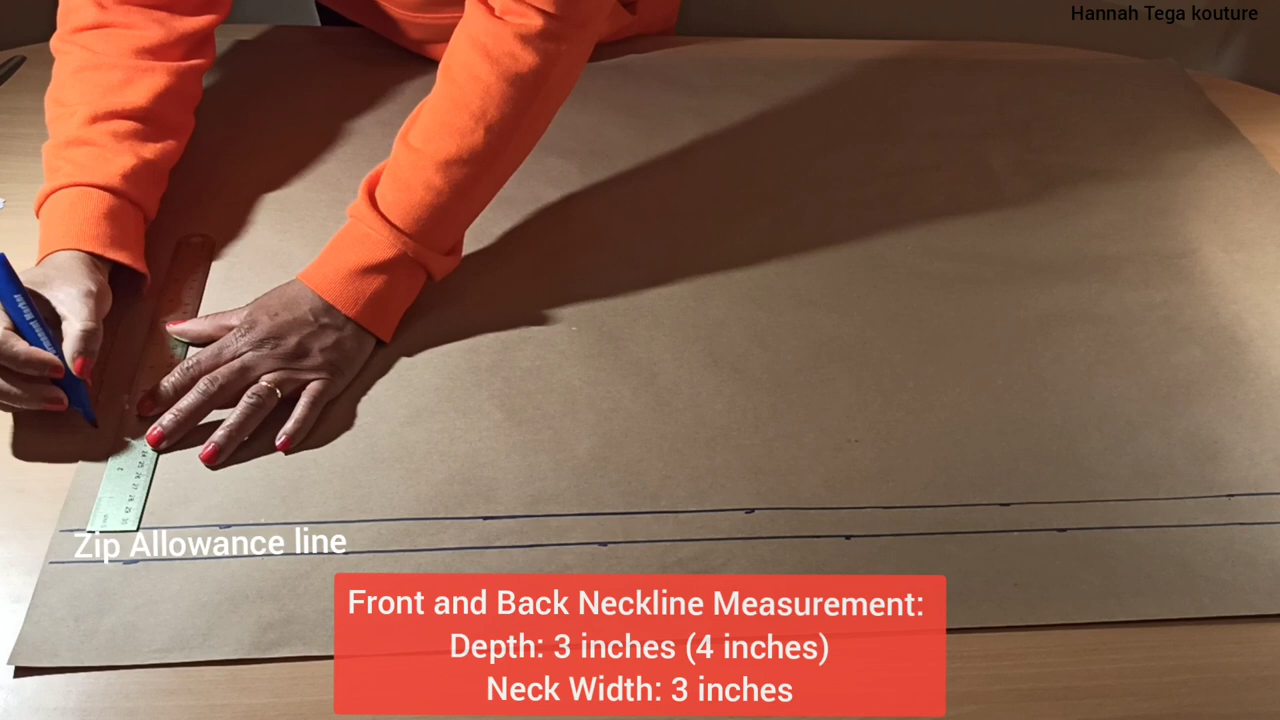 Hannah Tega kouture
Zip Allowance line
Front and Back Neckline Measurement:
Depth: 3 inches (4 inches)
Neck Width: 3 inches